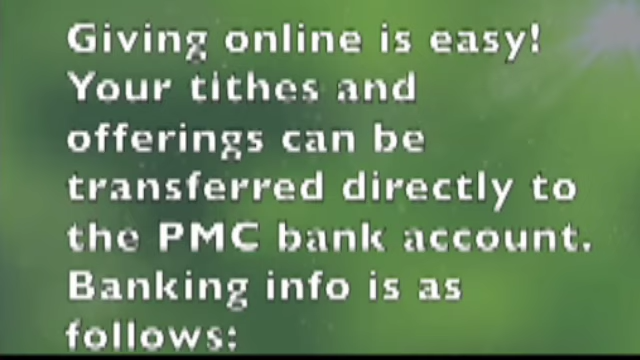 Giving online is easy!
Your tithes and
offerings can be
transferred directly to
the PMC bank account.
Banking info is as
follows: